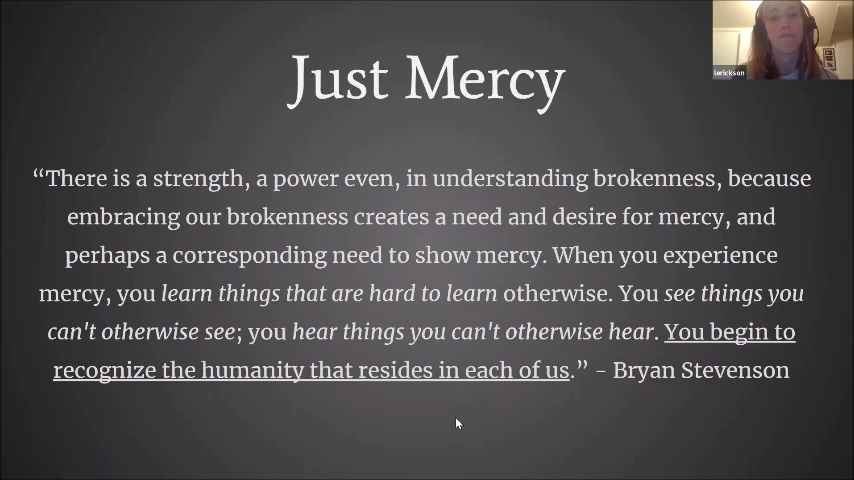 Just Mercy
lerickson
“There is a strength, a power even, in understanding brokenness, because
embracing our brokenness creates a need and desire for mercy, and
perhaps a corresponding need to show mercy. When you experience
mercy, you learn things that are hard to learn otherwise. You see things you
can't otherwise see; you hear things you can't otherwise hear. You begin to
recognize the humanity that resides in each of us.” - Bryan Stevenson